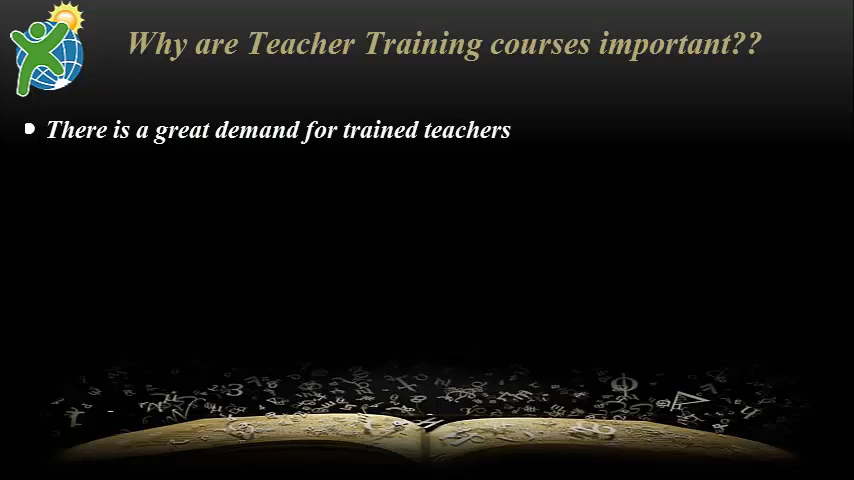 Why are Teacher Training courses important??
There is a great demand for trained teachers